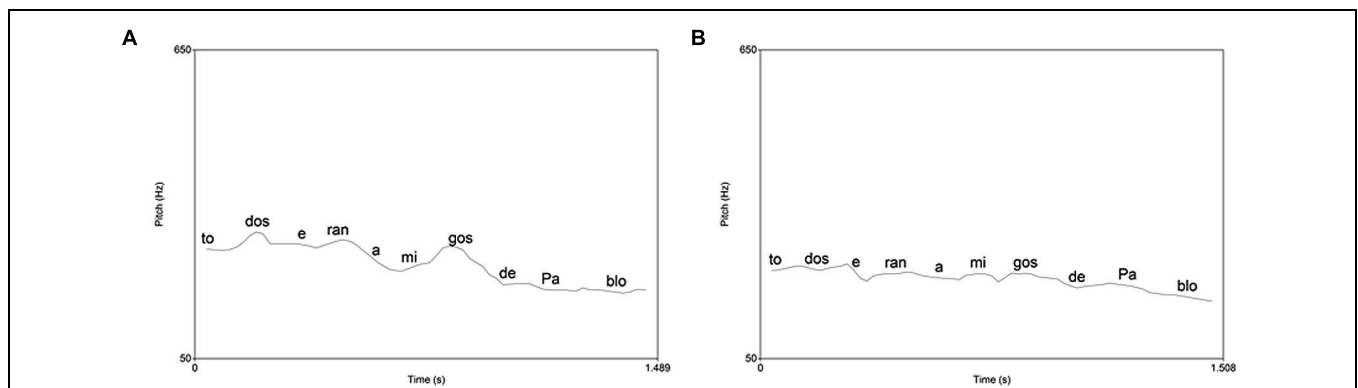 A
650
Pitch (Hz)
50
to dos e ran a mi gos de Pa blo
0
1.489
Time (s)
B
650
Pitch (Hz)
50
to dos e ran a mi gos de Pa blo
0
1.508
Time (s)